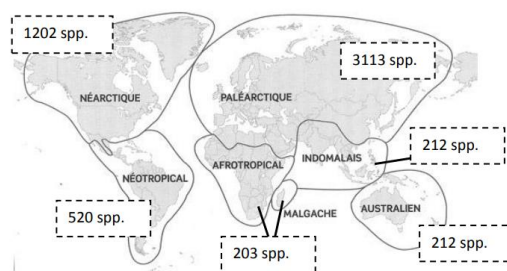 1202 spp.
3113 spp.
NÉARCTIQUE
PALÉARCTIQUE
212 spp.
AFROTROPICAL
INDOMALAIS
NÉOTROPICAL
520 spp.
MALGACHE
AUSTRALIEN
203 spp.
212 spp.